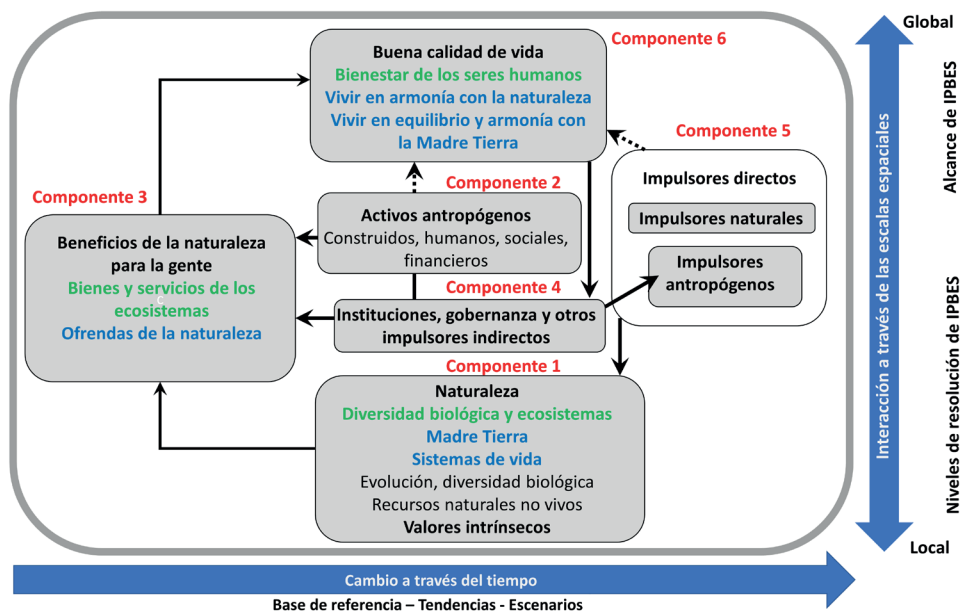 Global
Componente 6
Buena calidad de vida
Bienestar de los seres humanos
Vivir en armonía con la naturaleza
Vivir en equilibrio y armonía con
la Madre Tierra
Componente 5
Impulsores directos
Impulsores naturales
Impulsores
antropógenos
Componente 2
Activos antropógenos
Construidos, humanos, sociales,
financieros
Componente 3
Beneficios de la naturaleza
para la gente
Bienes y servicios de los
c
ecosistemas
Ofrendas de la naturaleza
Componente 4
Instituciones, gobernanza y otros
impulsores indirectos
Componente 1
Naturaleza
Diversidad biológica y ecosistemas
Madre Tierra
Sistemas de vida
Evolución, diversidad biológica
Recursos naturales no vivos
Valores intrínsecos
Interacción a través de las escalas espaciales
Alcance de IPBES
Niveles de resolución de IPBES
Local
Cambio a través del tiempo
Base de referencia – Tendencias - Escenarios